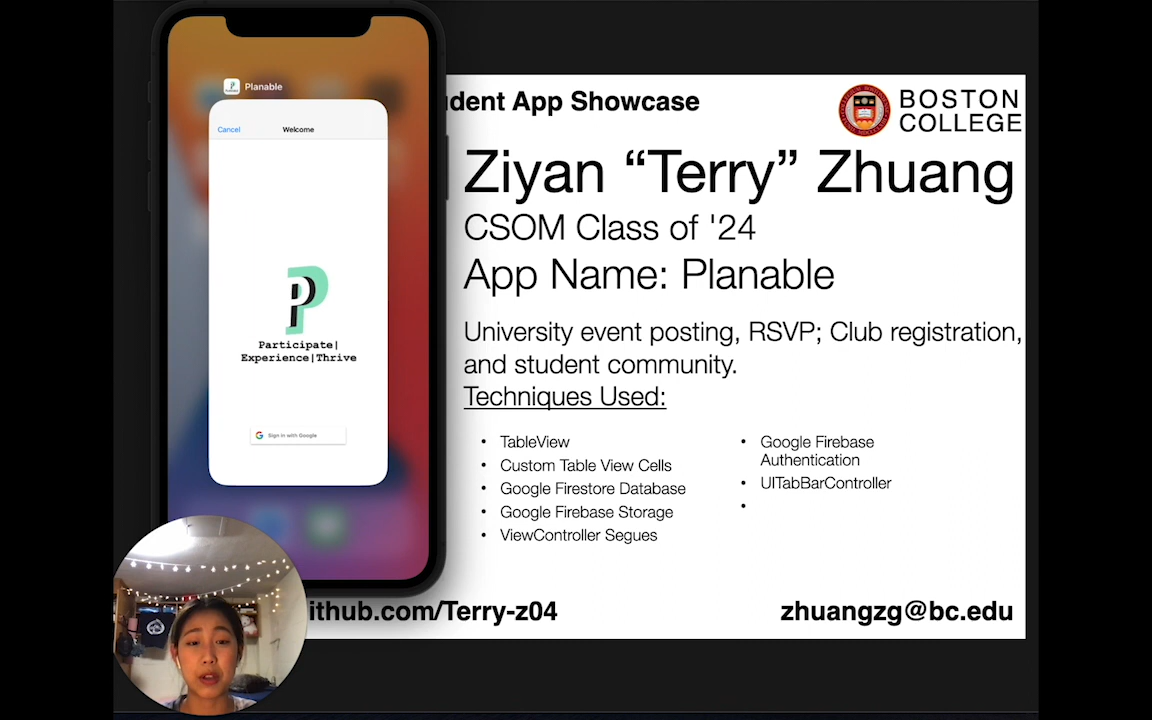 Planable
Cancel
Welcome
Participate|
Experience|Thrive
Sign in with Google
dent App Showcase
BOSTON
COLLEGE
Ziyan “Terry” Zhuang
CSOM Class of '24
App Name: Planable
University event posting, RSVP; Club registration,
and student community.
Techniques Used:
• TableView
• Custom Table View Cells
• Google Firestore Database
• Google Firebase Storage
• ViewController Segues
• Google Firebase
Authentication
• UITabBarController
•
ithub.com/Terry-z04
zhuangzg@bc.edu